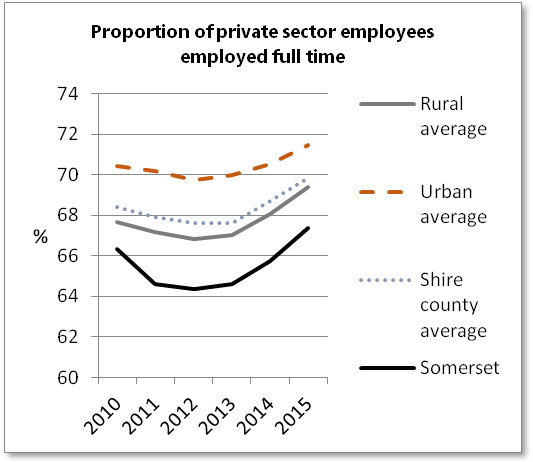 Proportion of private sector employees
employed full time
74
72
70
68
66
64
62
60
%
2010
2011
2012
2013
2014
2015
Rural
average
Urban
average
Shire
county
average
Somerset